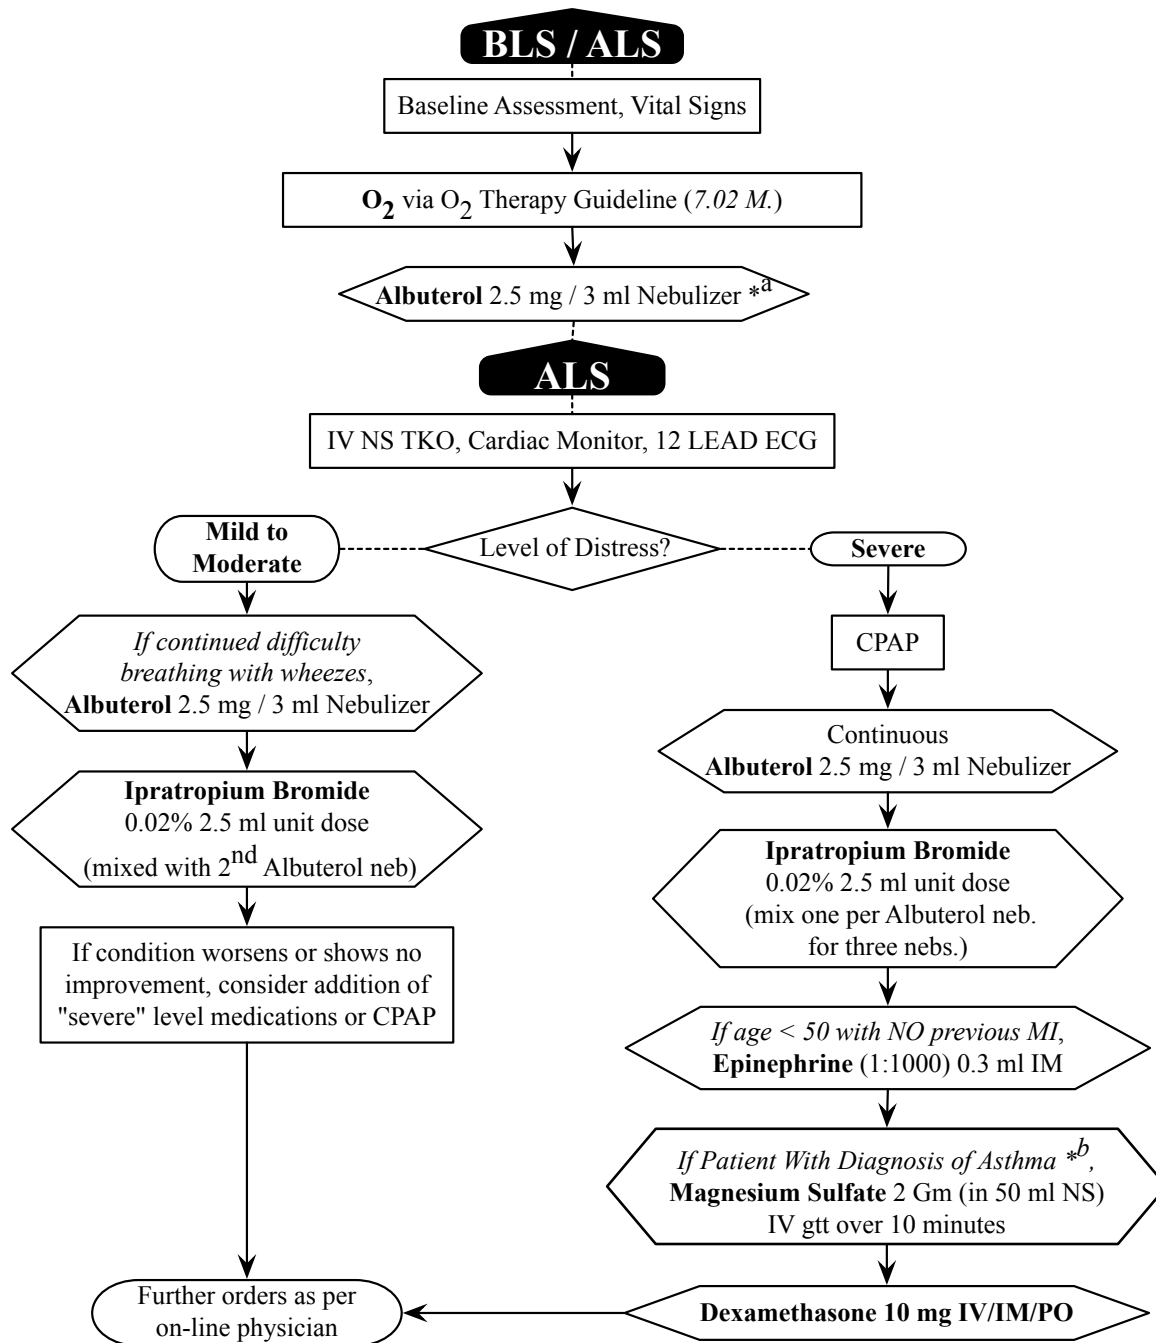 BLS / ALS
Baseline Assessment, Vital Signs
O2 via O2 Therapy Guideline (7.02 M.)
Albuterol 2.5 mg / 3 ml Nebulizer *a
ALS
IV NS TKO, Cardiac Monitor, 12 LEAD ECG
Level of Distress?
Mild to
Moderate
If continued difficulty
breathing with wheezes,
Albuterol 2.5 mg / 3 ml Nebulizer
Ipratropium Bromide
0.02% 2.5 ml unit dose
(mixed with 2nd Albuterol neb)
If condition worsens or shows no
improvement, consider addition of
"severe" level medications or CPAP
Severe
CPAP
Continuous
Albuterol 2.5 mg / 3 ml Nebulizer
Ipratropium Bromide
0.02% 2.5 ml unit dose
(mix one per Albuterol neb.
for three nebs.)
If age < 50 with NO previous MI,
Epinephrine (1:1000) 0.3 ml IM
If Patient With Diagnosis of Asthma *b,
Magnesium Sulfate 2 Gm (in 50 ml NS)
IV gtt over 10 minutes
Dexamethasone 10 mg IV/IM/PO
Further orders as per
on-line physician